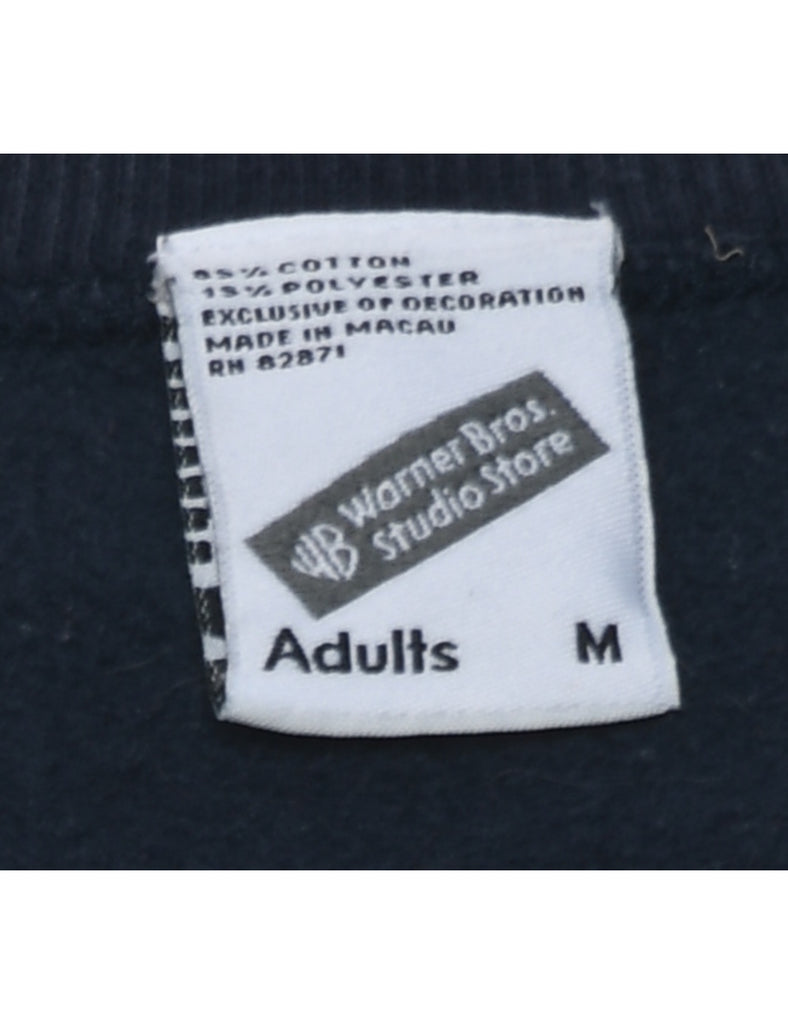 85% COTTON
15% POLYESTER
EXCLUSIVE OF DECORATION
MADE IN MACAU
RN 82871
WB Warner Bros.
Studio Store
Adults M